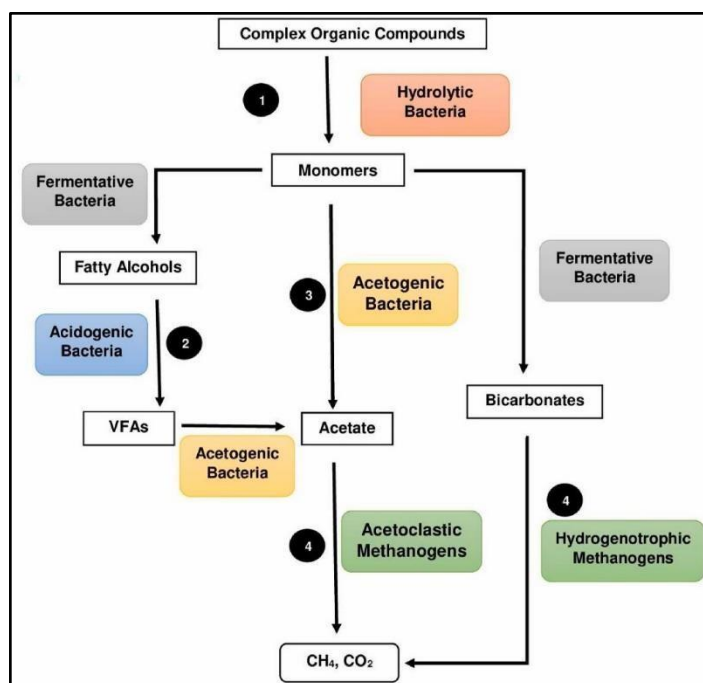 Complex Organic Compounds
1
Hydrolytic
Bacteria
Monomers
Fermentative
Bacteria
Fatty Alcohols
3
Acetogenic
Bacteria
Fermentative
Bacteria
Acidogenic
Bacteria
2
Bicarbonates
VFAs
Acetate
Acetogenic
Bacteria
4
Acetoclastic
Methanogens
4
Hydrogenotrophic
Methanogens
CH₄, CO₂